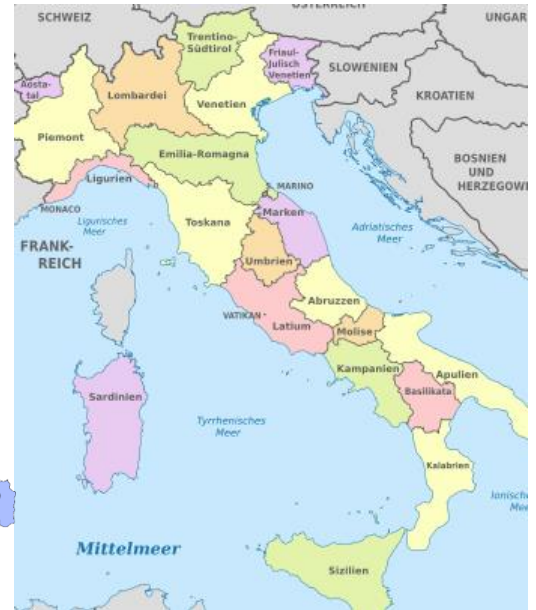 ÖSTERREICH
SCHWEIZ
UNGAR
Trentino-
Südtirol
Friaul-
Julisch
Venetien
SLOWENIEN
Aosta-
tal
Lombardei
Venetien
KROATIEN
Piemont
Emilia-Romagna
BOSNIEN
UND
HERZEGOWI
Ligurien
MARINO
MONACO
Ligurisches
Meer
Toskana
Marken
Adriatisches
Meer
FRANK-
REICH
Umbrien
Abruzzen
VATIKAN
Latium
Molise
Kampanien
Apulien
Basilikata
Sardinien
Tyrrhenisches
Meer
Kalabrien
Ionische
Mee
Mittelmeer
Sizilien